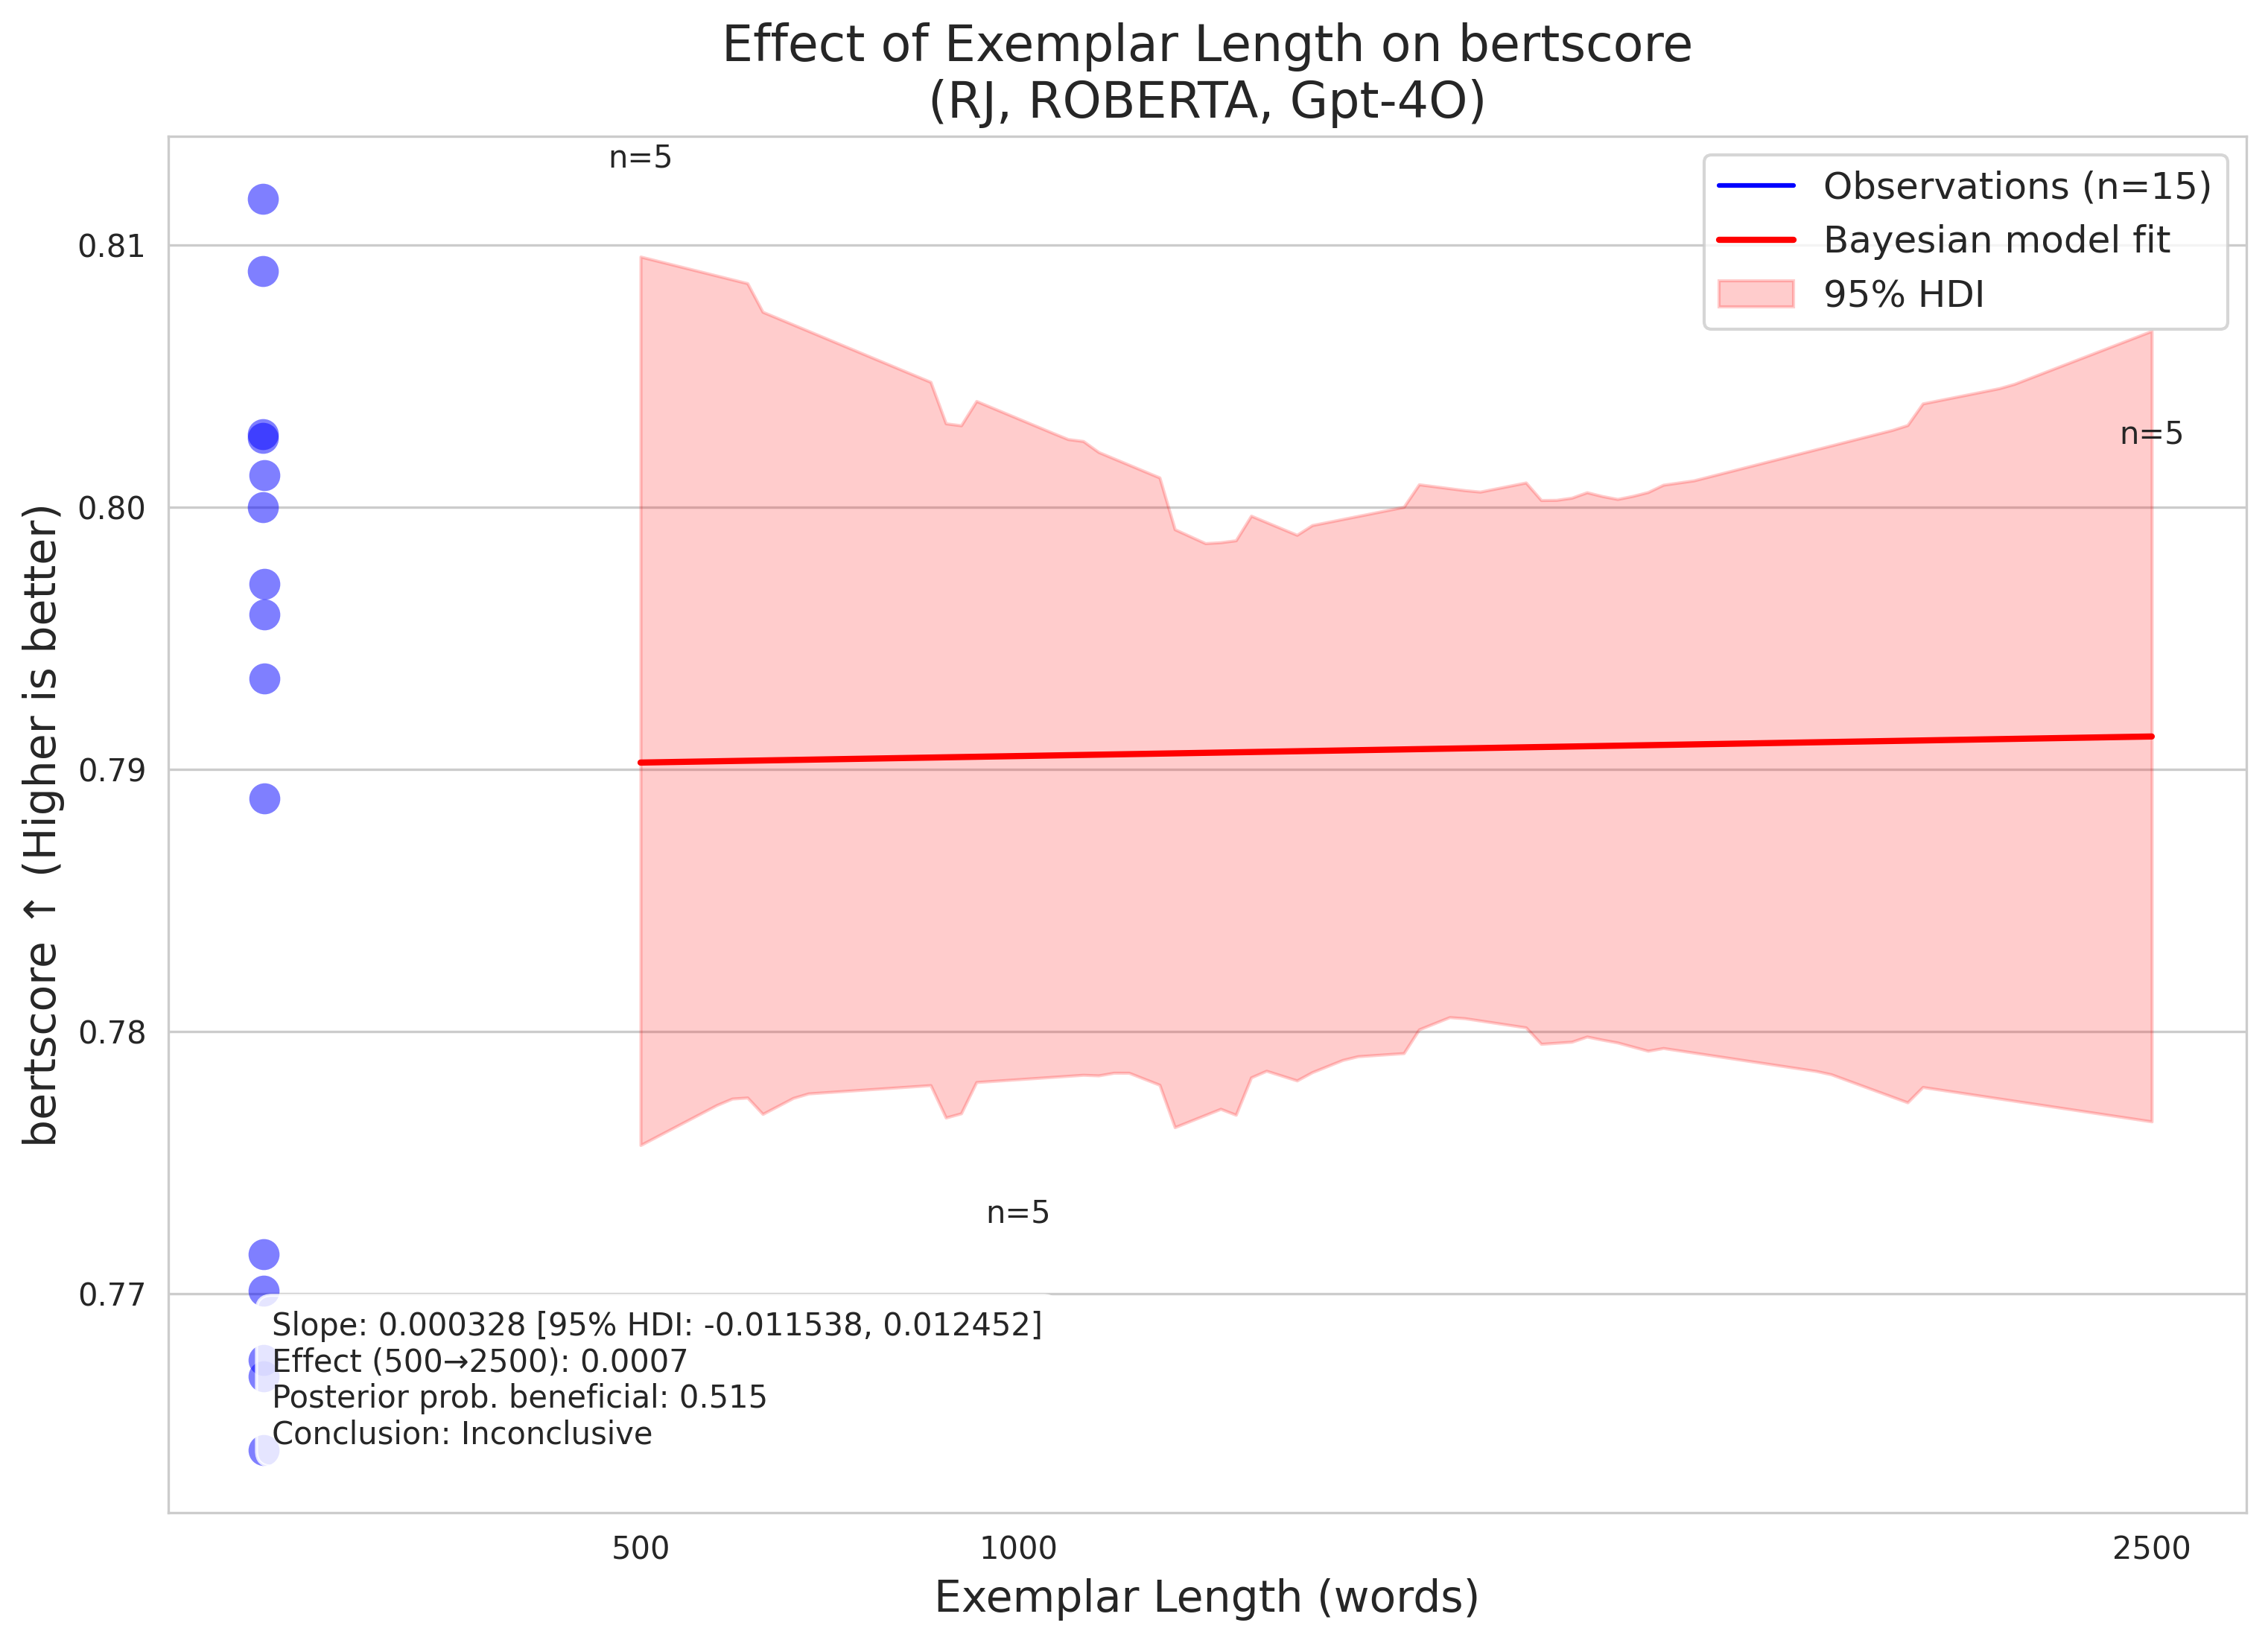 Effect of Exemplar Length on bertscore
(RJ, ROBERTA, Gpt-4O)
n=5
Observations (n=15)
Bayesian model fit
95% HDI
n=5
n=5
0.81
0.80
0.79
0.78
0.77
bertscore ↑ (Higher is better)
Slope: 0.000328 [95% HDI: -0.011538, 0.012452]
Effect (500→2500): 0.0007
Posterior prob. beneficial: 0.515
Conclusion: Inconclusive
500
1000
2500
Exemplar Length (words)